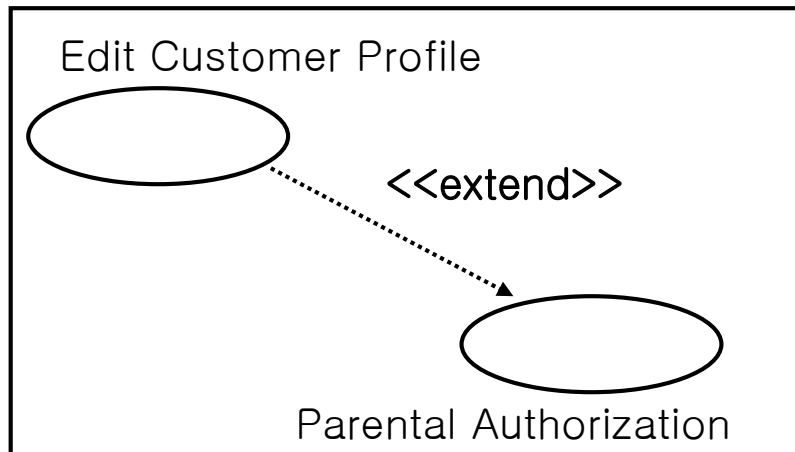 Edit Customer Profile
<<extend>>
Parental Authorization